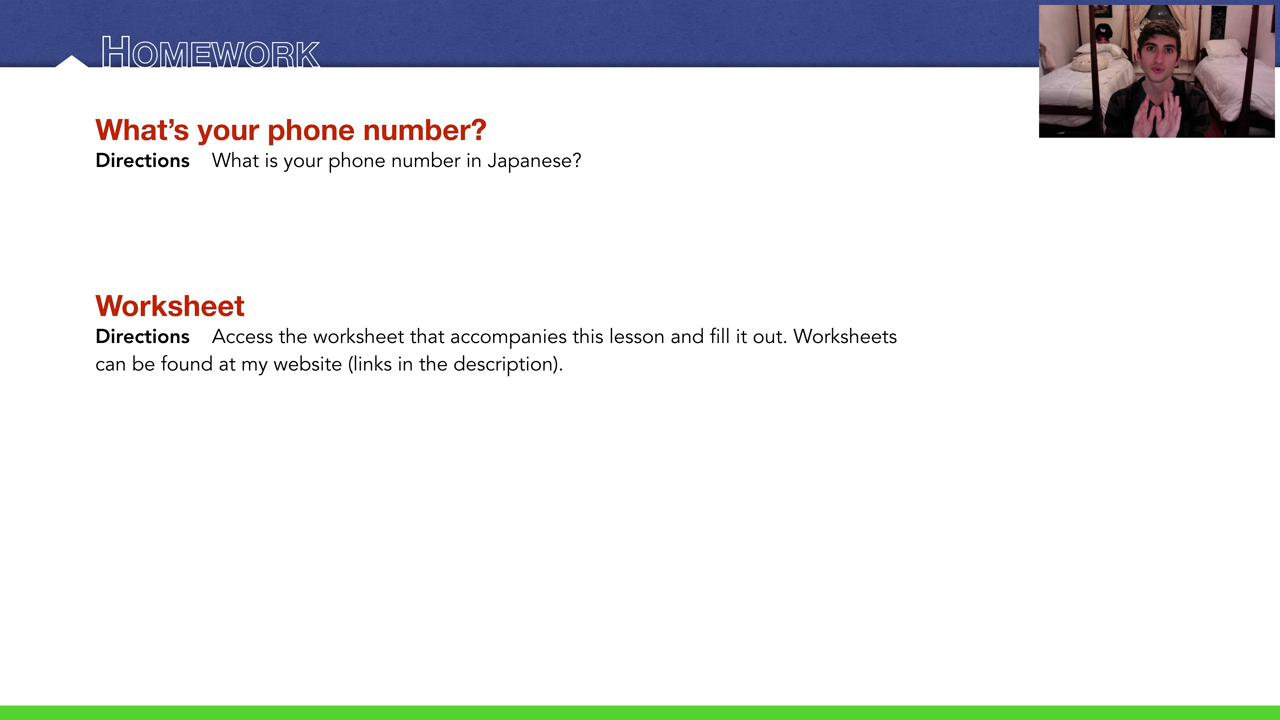 HOMEWORK
What's your phone number?
Directions What is your phone number in Japanese?
Worksheet
Directions Access the worksheet that accompanies this lesson and fill it out. Worksheets
can be found at my website (links in the description).